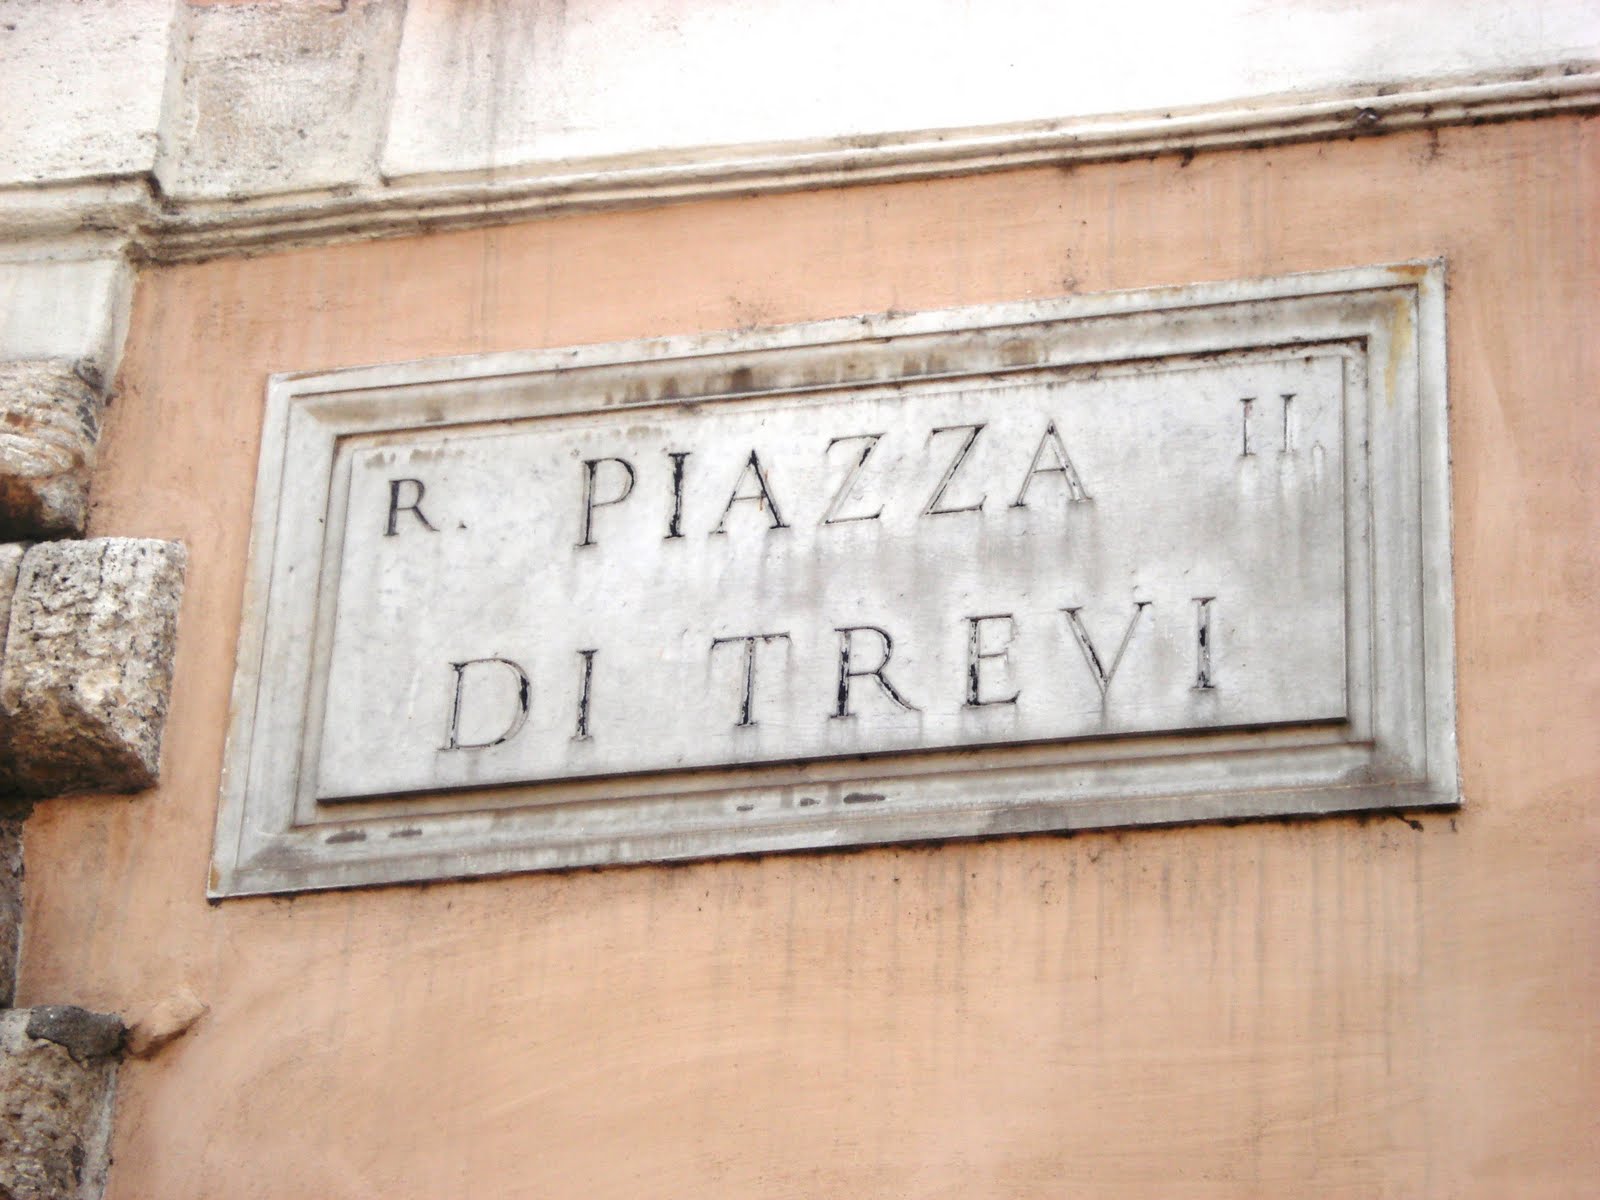 R. PIAZZA II.
DI TREVI